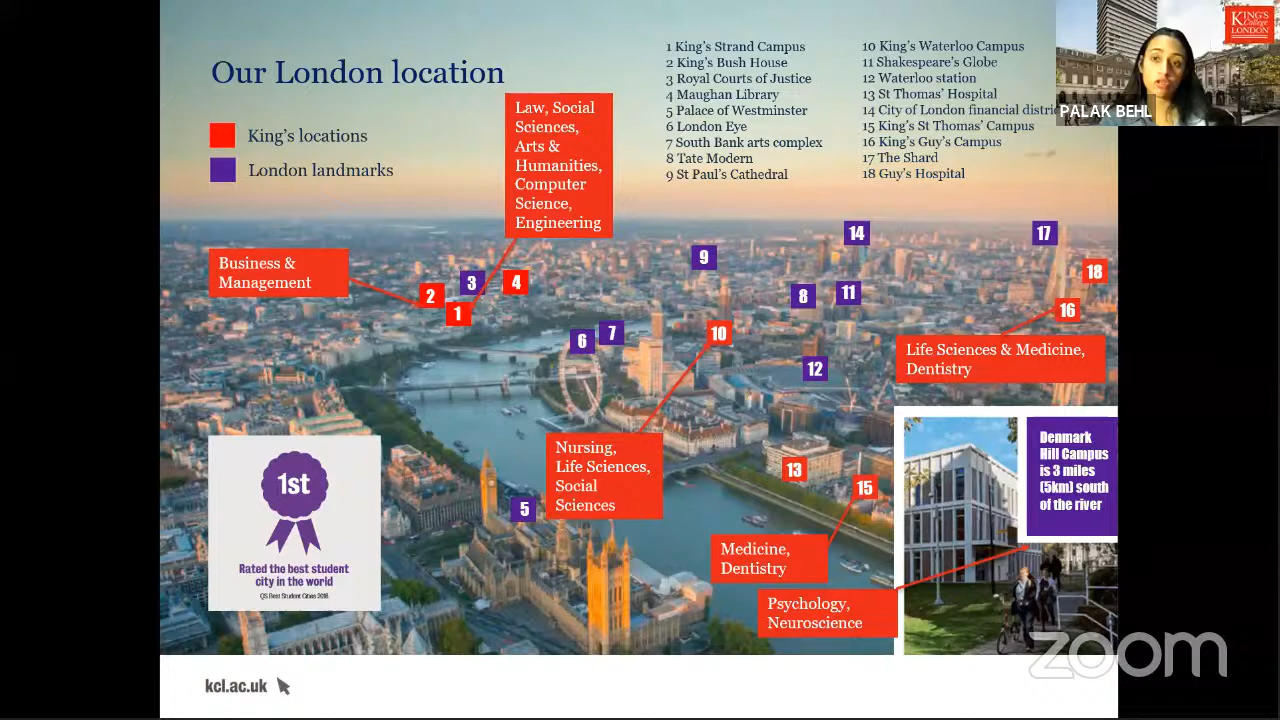 Our London location
King's locations
London landmarks
1 King's Strand Campus
2 King's Bush House
3 Royal Courts of Justice
4 Maughan Library
5 Palace of Westminster
6 London Eye
7 South Bank arts complex
8 Tate Modern
9 St Paul's Cathedral
10 King's Waterloo Campus
11 Shakespeare's Globe
12 Waterloo station
13 St Thomas' Hospital
14 City of London financial distric
15 King's St Thomas' Campus
16 King's Guy's Campus
17 The Shard
18 Guy's Hospital
KING'S
College
LONDON
PALAK BEHL
Law, Social
Sciences,
Arts &
Humanities,
Computer
Science,
Engineering
Business &
Management
2
1
3
4
9
14
17
8
11
18
16
6
7
10
12
Life Sciences & Medicine,
Dentistry
Nursing,
Life Sciences,
Social
Sciences
13
15
5
Medicine,
Dentistry
Psychology,
Neuroscience
Denmark
Hill Campus
is 3 miles
(5km) south
of the river
1st
Rated the best student
city in the world
QS Best Student Cities 2018
kcl.ac.uk
zoom